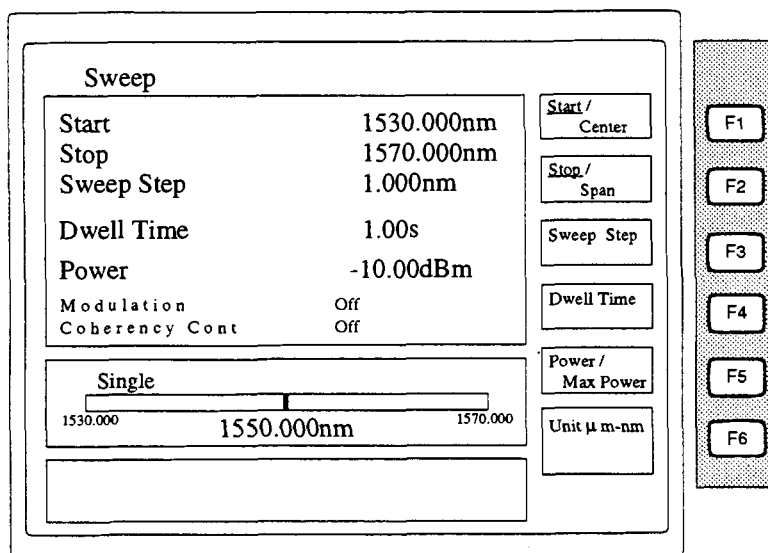 Sweep
Start 1530.000nm
Stop 1570.000nm
Sweep Step 1.000nm
Dwell Time 1.00s
Power -10.00dBm
Modulation Off
Coherency Cont Off
Single
1530.000 1570.000
1550.000nm
Start /
Center
Stop /
Span
Sweep Step
Dwell Time
Power /
Max Power
Unit μ m-nm
F1
F2
F3
F4
F5
F6